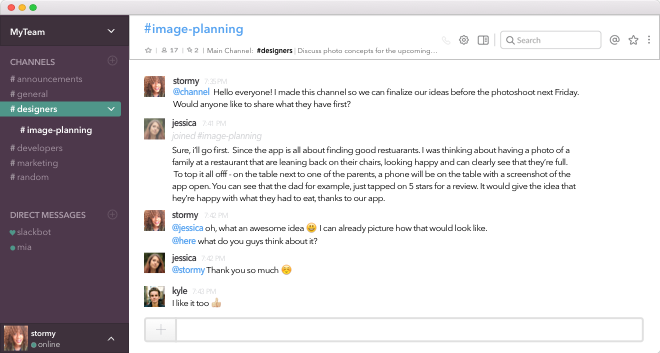 MyTeam
CHANNELS
# announcements
# general
# designers
# image-planning
# developers
# marketing
# random
DIRECT MESSAGES
slackbot
mia
stormy
online
#image-planning
17 | 2 | Main Channel: #designers | Discuss photo concepts for the upcoming...
Search
stormy 7:35 PM
@channel Hello everyone! I made this channel so we can finalize our ideas before the photoshoot next Friday.
Would anyone like to share what they have first?
jessica 7:41 PM
joined #image-planning.
Sure, i'll go first. Since the app is all about finding good restuarants. I was thinking about having a photo of a
family at a restaurant that are leaning back on their chairs, looking happy and can clearly see that they're full.
To top it all off - on the table next to one of the parents, a phone will be on the table with a screenshot of the
app open. You can see that the dad for example, just tapped on 5 stars for a review. It would give the idea that
hey're happy with what they had to eat, thanks to our app.
stormy 7:42 PM
@jessica oh, what an awesome idea 😀 I can already picture how that would look like.
@here what do you guys think about it?
jessica 7:42 PM
@stormy Thank you so much ☺️
kyle 7:43 PM
I like it too 👍🏼